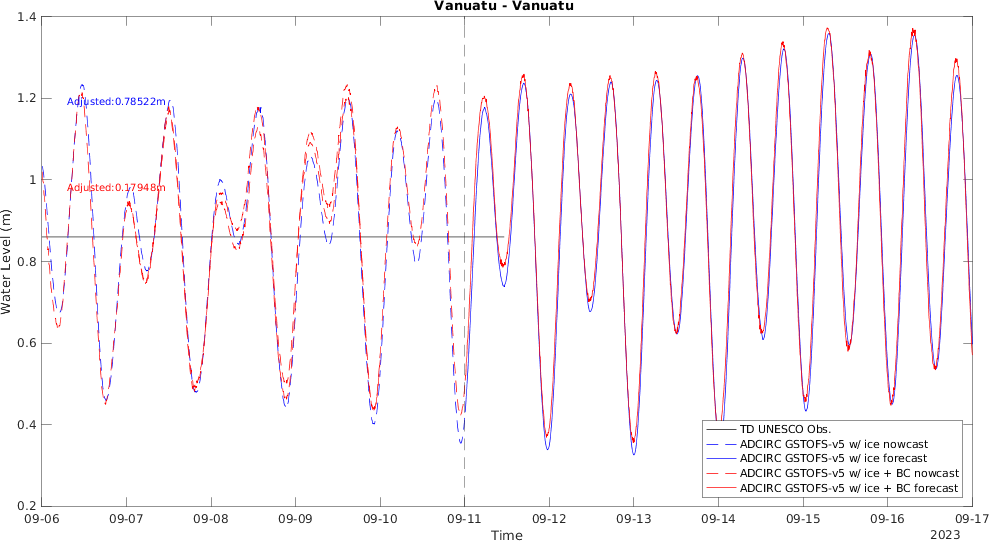 Vanuatu - Vanuatu
1.4
1.2
1
0.8
0.6
0.4
0.2
Water Level (m)
Adjusted:0.78522m
Adjusted:0.17948m
TD UNESCO Obs.
ADCIRC GSTOFS-v5 w/ ice nowcast
ADCIRC GSTOFS-v5 w/ ice forecast
ADCIRC GSTOFS-v5 w/ ice + BC nowcast
ADCIRC GSTOFS-v5 w/ ice + BC forecast
09-06 09-07 09-08 09-09 09-10 09-11 09-12 09-13 09-14 09-15 09-16 09-17
Time
2023